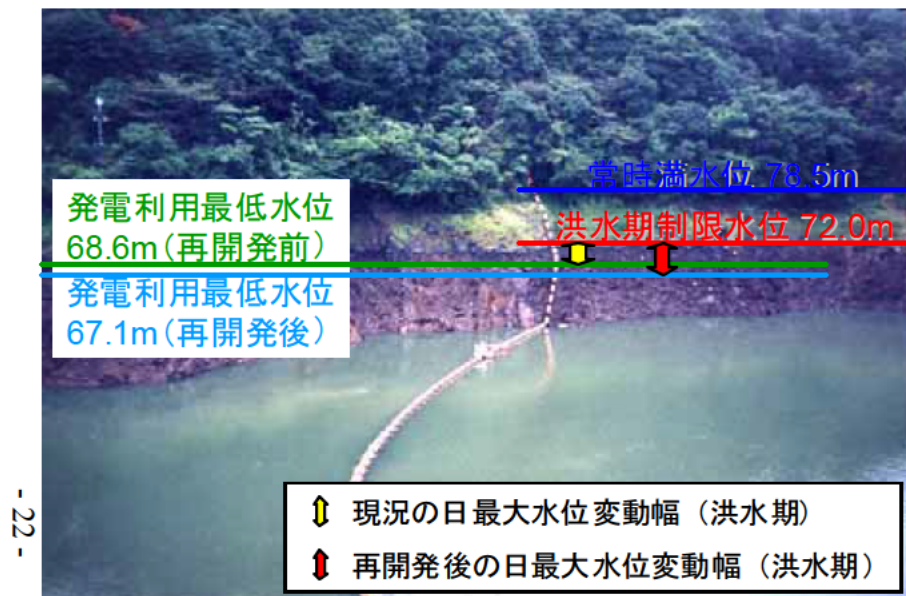 常時満水位 78.5m
発電利用最低水位
68.6m(再開発前)
洪水期制限水位 72.0m
発電利用最低水位
67.1m(再開発後)
現況の日最大水位変動幅(洪水期)
再開発後の日最大水位変動幅(洪水期)
- 22 -